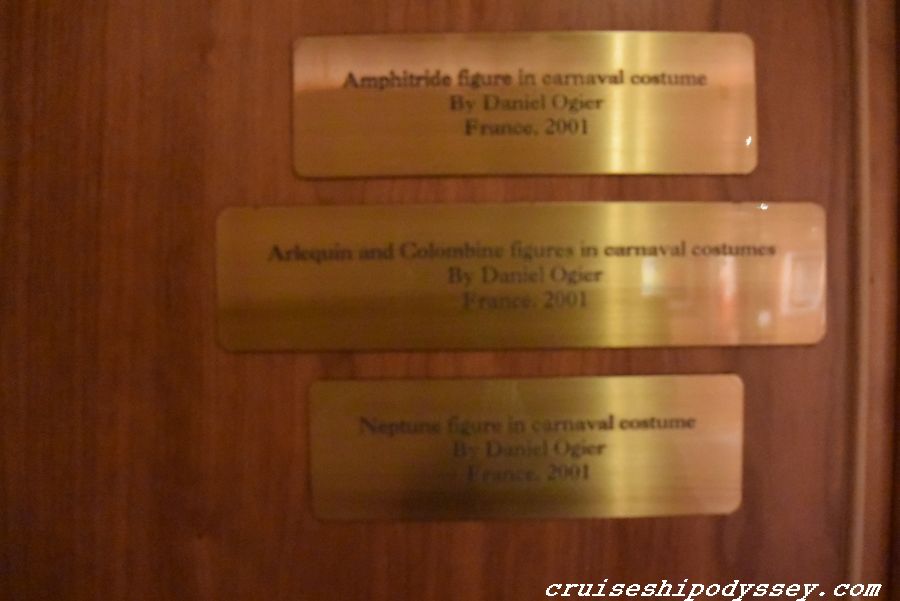 Amphitride figure in carnaval costume
By Daniel Ogier
France, 2001
Arlequin and Colombine figures in carnaval costumes
By Daniel Ogier
France, 2001
Neptune figure in carnaval costume
By Daniel Ogier
France, 2001
cruiseshipodyssey.com